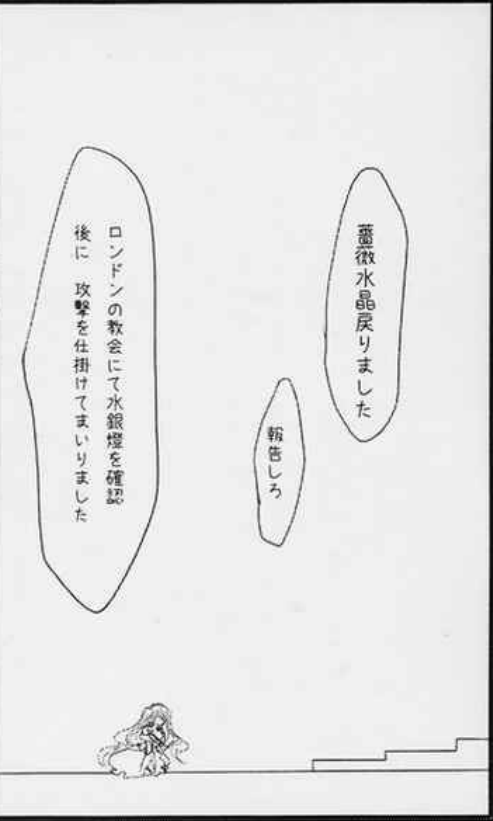 薔薇水晶戻りました
報告しろ
ロンドンの教会にて水銀燈を確認
後に　攻撃を仕掛けてまいりました